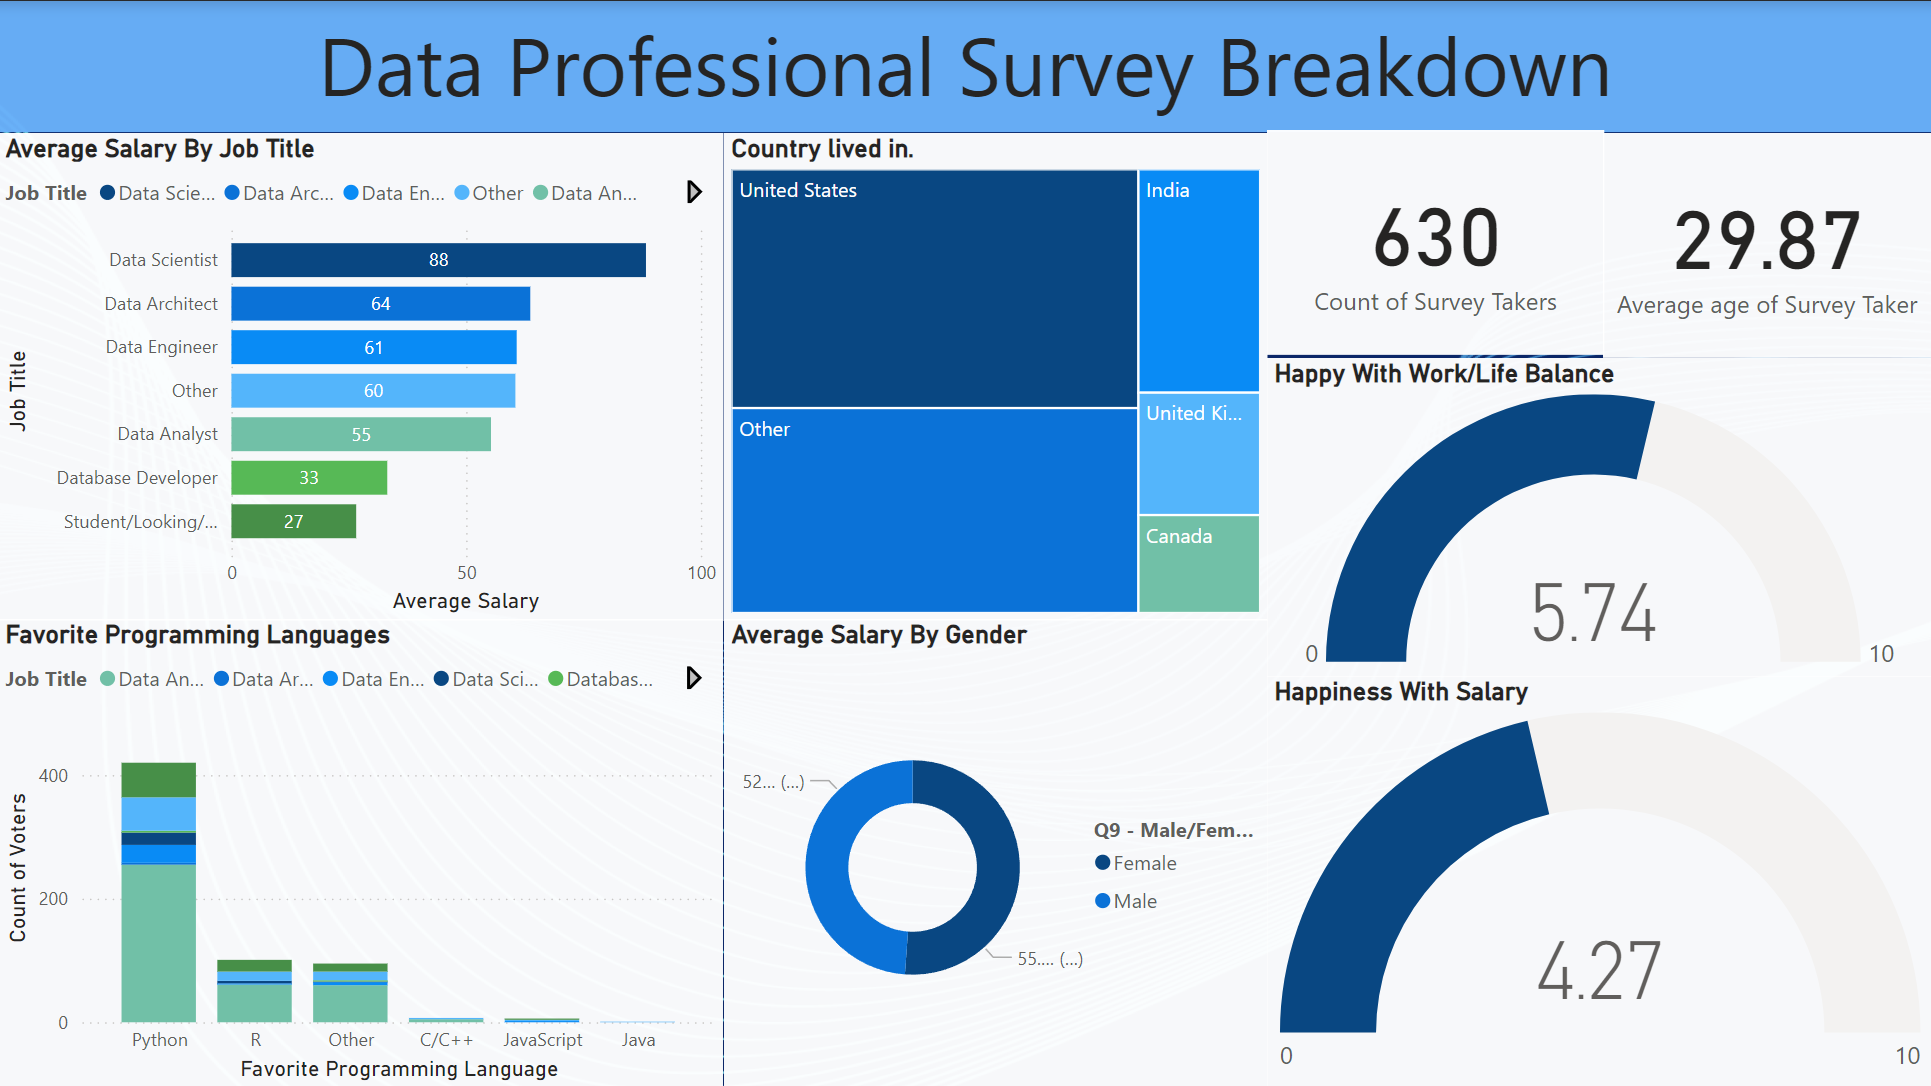 Data Professional Survey Breakdown
Average Salary By Job Title
Job Title Data Scie... Data Arc... Data En... Other Data An...
Job Title
Data Scientist 88
Data Architect 64
Data Engineer 61
Other 60
Data Analyst 55
Database Developer 33
Student/Looking/... 27
0 50 100
Average Salary
Country lived in.
United States
India
Other
United Ki...
Canada
630
Count of Survey Takers
29.87
Average age of Survey Taker
Happy With Work/Life Balance
5.74
0 10
Favorite Programming Languages
Job Title Data An... Data Ar... Data En... Data Sci... Databas...
Count of Voters
400
200
0
Python R Other C/C++ JavaScript Java
Favorite Programming Language
Average Salary By Gender
52... (...)
55.... (...)
Q9 - Male/Fem...
Female
Male
Happiness With Salary
4.27
0 10